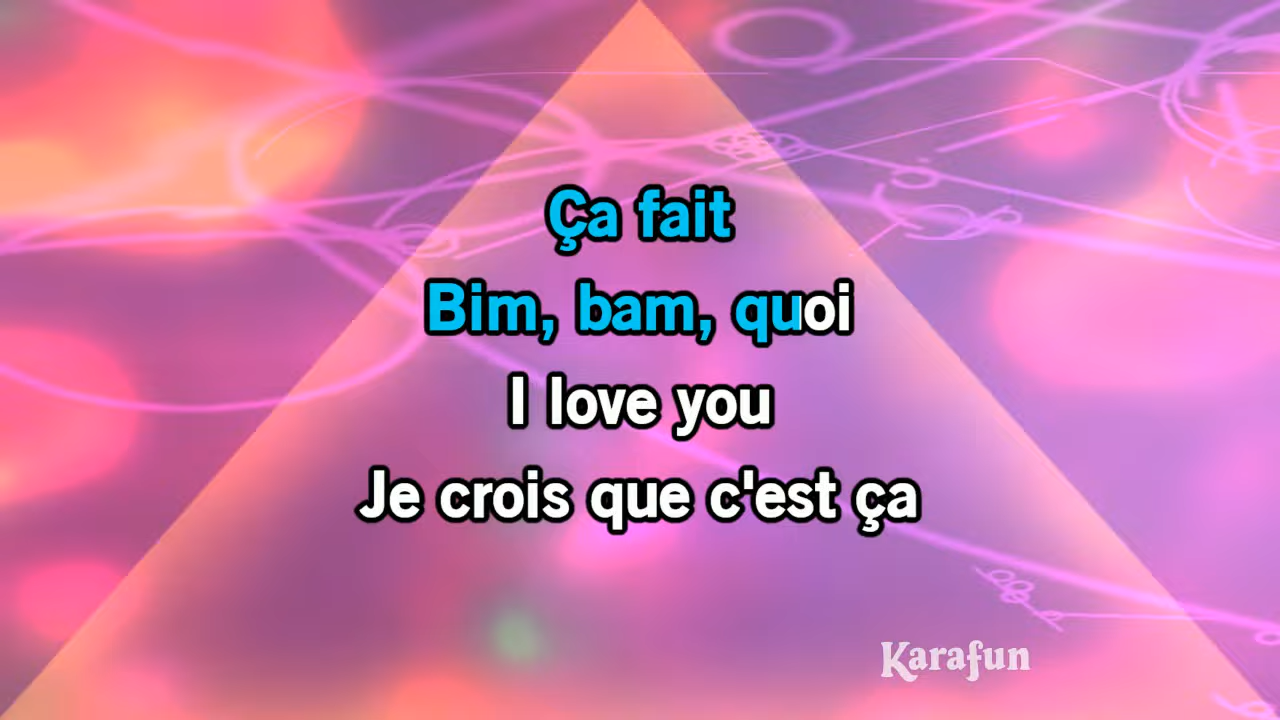 Ça fait
Bim, bam, quoi
I love you
Je crois que c'est ça
Karafun